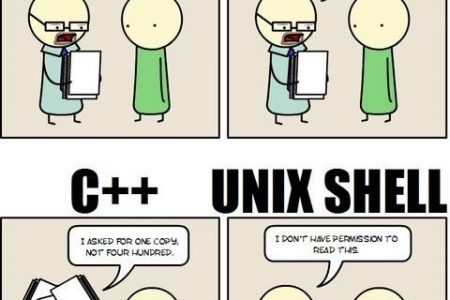 C++ UNIX SHELL
I ASKED FOR ONE COPY,
NOT FOUR HUNDRED.
I DON'T HAVE PERMISSION TO
READ THIS.